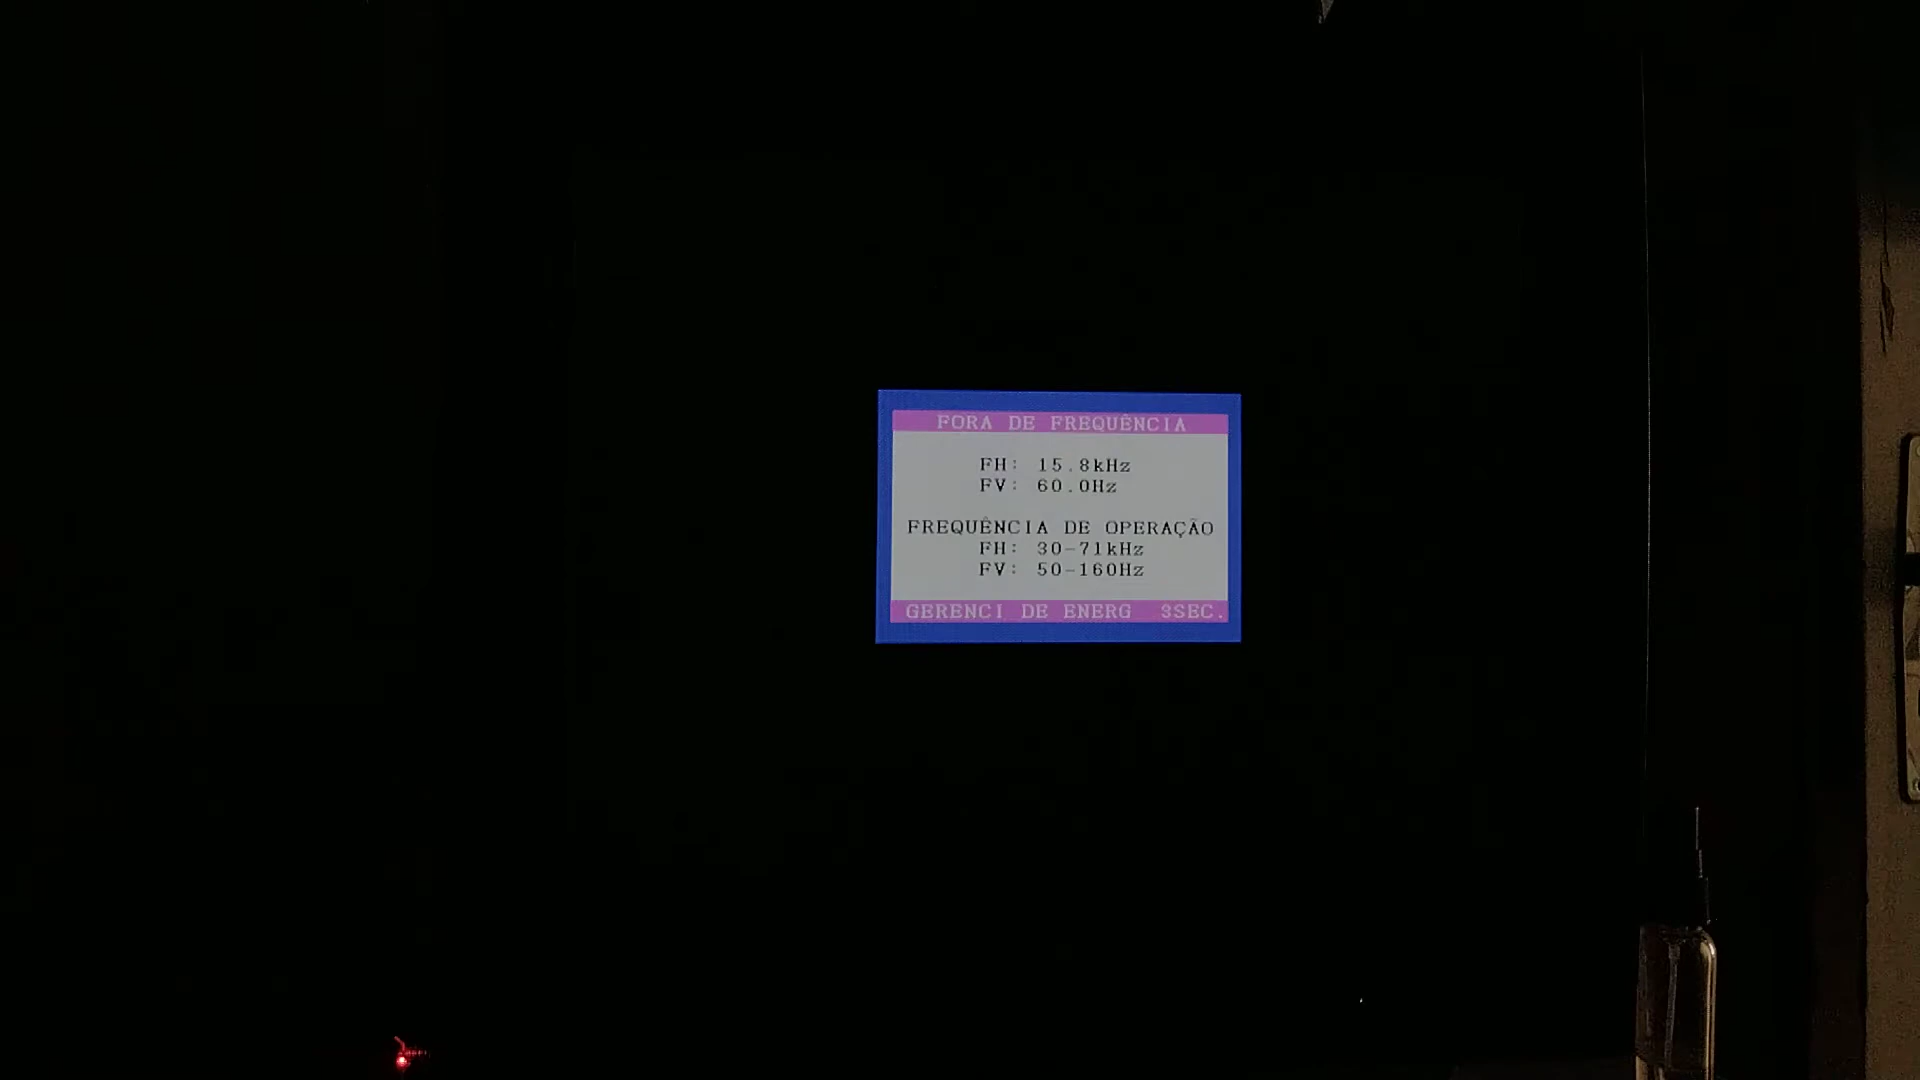 FORA DE FREQUÊNCIA
FH: 15.8kHz
FV: 60.0Hz
FREQUÊNCIA DE OPERAÇÃO
FH: 30-71kHz
FV: 50-160Hz
GERENCI DE ENERG 3SEC.